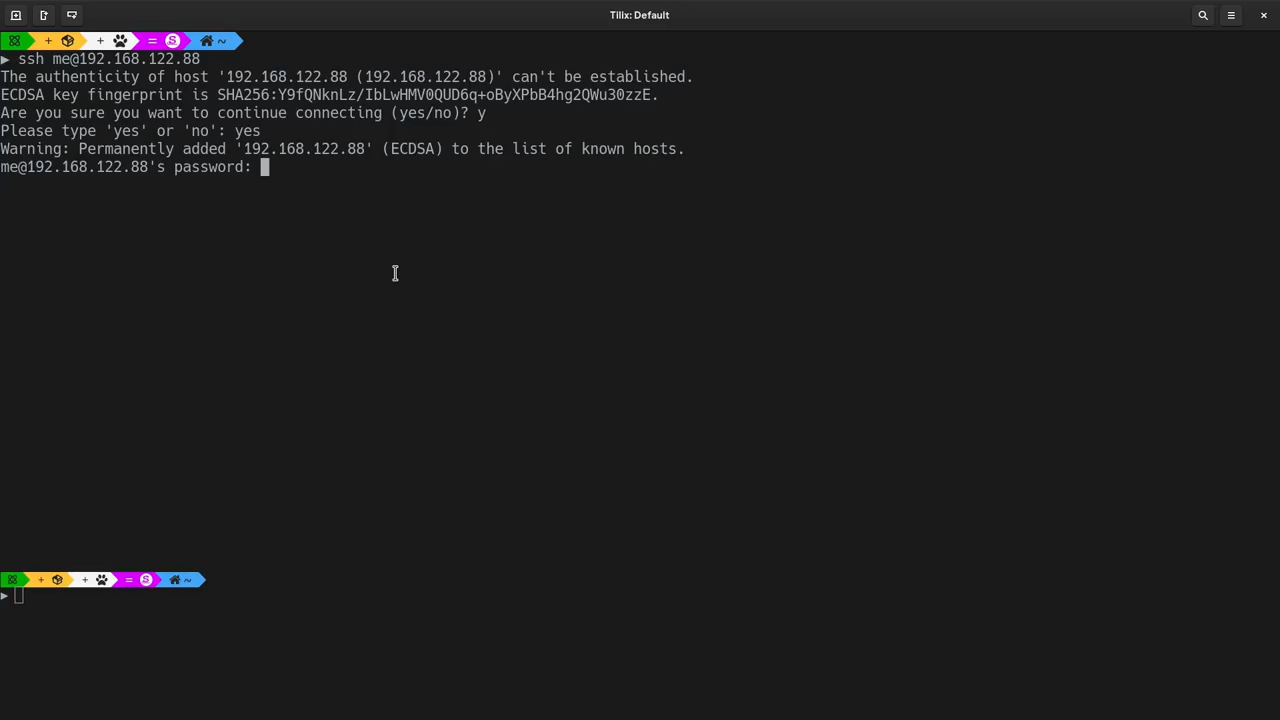 Tilix: Default
+ + = S ~
▶ ssh me@192.168.122.88
The authenticity of host '192.168.122.88 (192.168.122.88)' can't be established.
ECDSA key fingerprint is SHA256:Y9fQNknLz/IbLwHMV0QUD6q+oByXPbB4hg2QWu30zzE.
Are you sure you want to continue connecting (yes/no)? y
Please type 'yes' or 'no': yes
Warning: Permanently added '192.168.122.88' (ECDSA) to the list of known hosts.
me@192.168.122.88's password:
+ + = S ~
▶